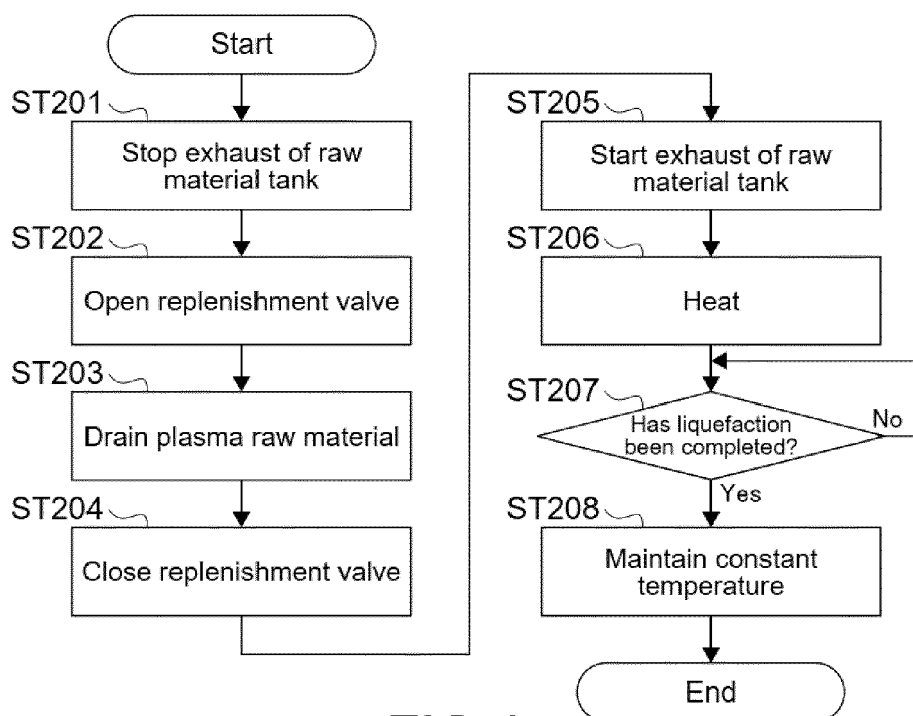 Start
ST201
Stop exhaust of raw
material tank
ST202
Open replenishment valve
ST203
Drain plasma raw material
ST204
Close replenishment valve
ST205
Start exhaust of raw
material tank
ST206
Heat
ST207
Has liquefaction
been completed?
No
Yes
ST208
Maintain constant
temperature
End